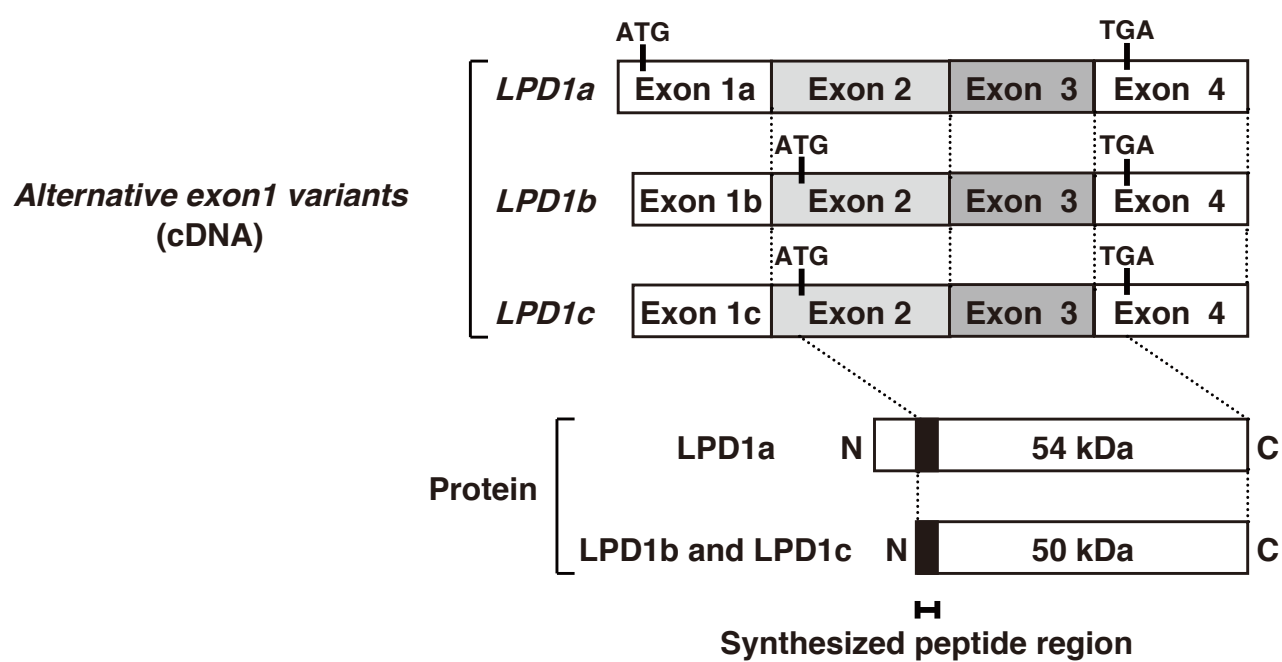 ATG TGA
LPD1a Exon 1a Exon 2 Exon 3 Exon 4
ATG TGA
Alternative exon1 variants
(cDNA)
LPD1b Exon 1b Exon 2 Exon 3 Exon 4
ATG TGA
LPD1c Exon 1c Exon 2 Exon 3 Exon 4
Protein
LPD1a N 54 kDa C
LPD1b and LPD1c N 50 kDa C
Synthesized peptide region